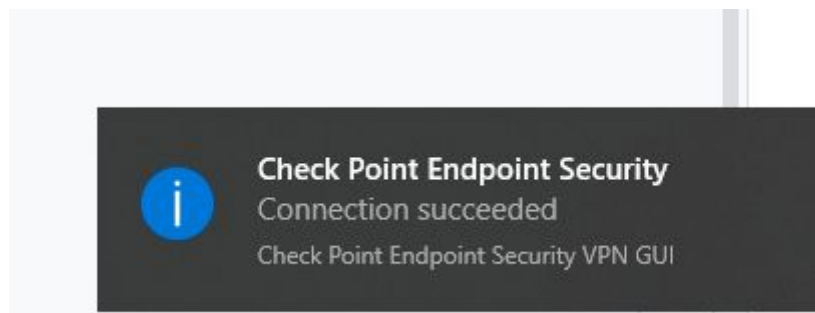 Check Point Endpoint Security
Connection succeeded
Check Point Endpoint Security VPN GUI